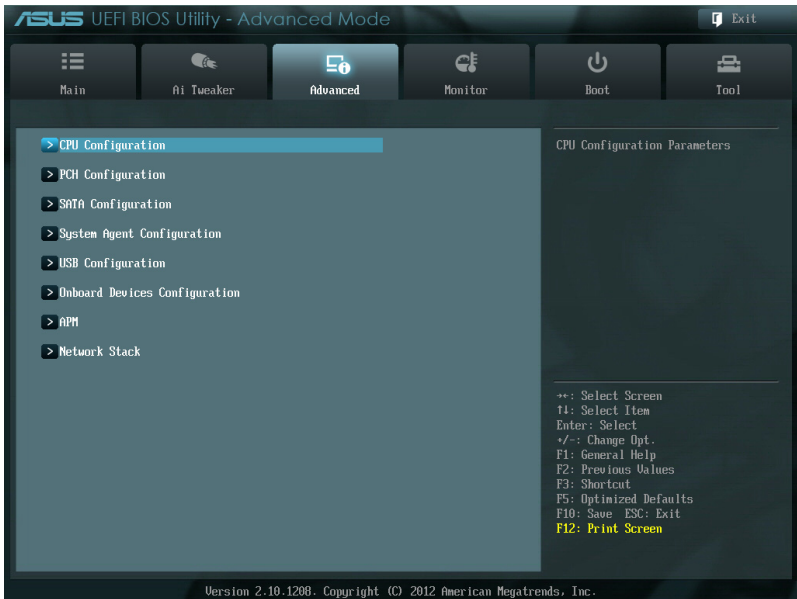 ASUS UEFI BIOS Utility - Advanced Mode
Exit
Main
Ai Tweaker
Advanced
Monitor
Boot
Tool
> CPU Configuration
> PCH Configuration
> SATA Configuration
> System Agent Configuration
> USB Configuration
> Onboard Devices Configuration
> APM
> Network Stack
CPU Configuration Parameters
→←: Select Screen
↑↓: Select Item
Enter: Select
+/-: Change Opt.
F1: General Help
F2: Previous Values
F3: Shortcut
F5: Optimized Defaults
F10: Save ESC: Exit
F12: Print Screen
Version 2.10.1208. Copyright (C) 2012 American Megatrends, Inc.